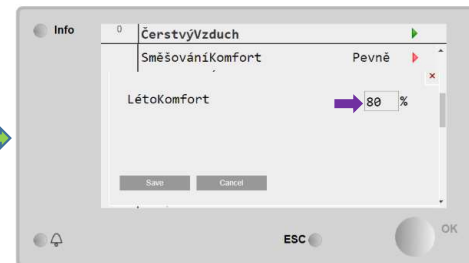 Info
0 ČerstvýVzduch
SměšováníKomfort Pevně
×
LétoKomfort 80 %
Save Cancel
ESC OK